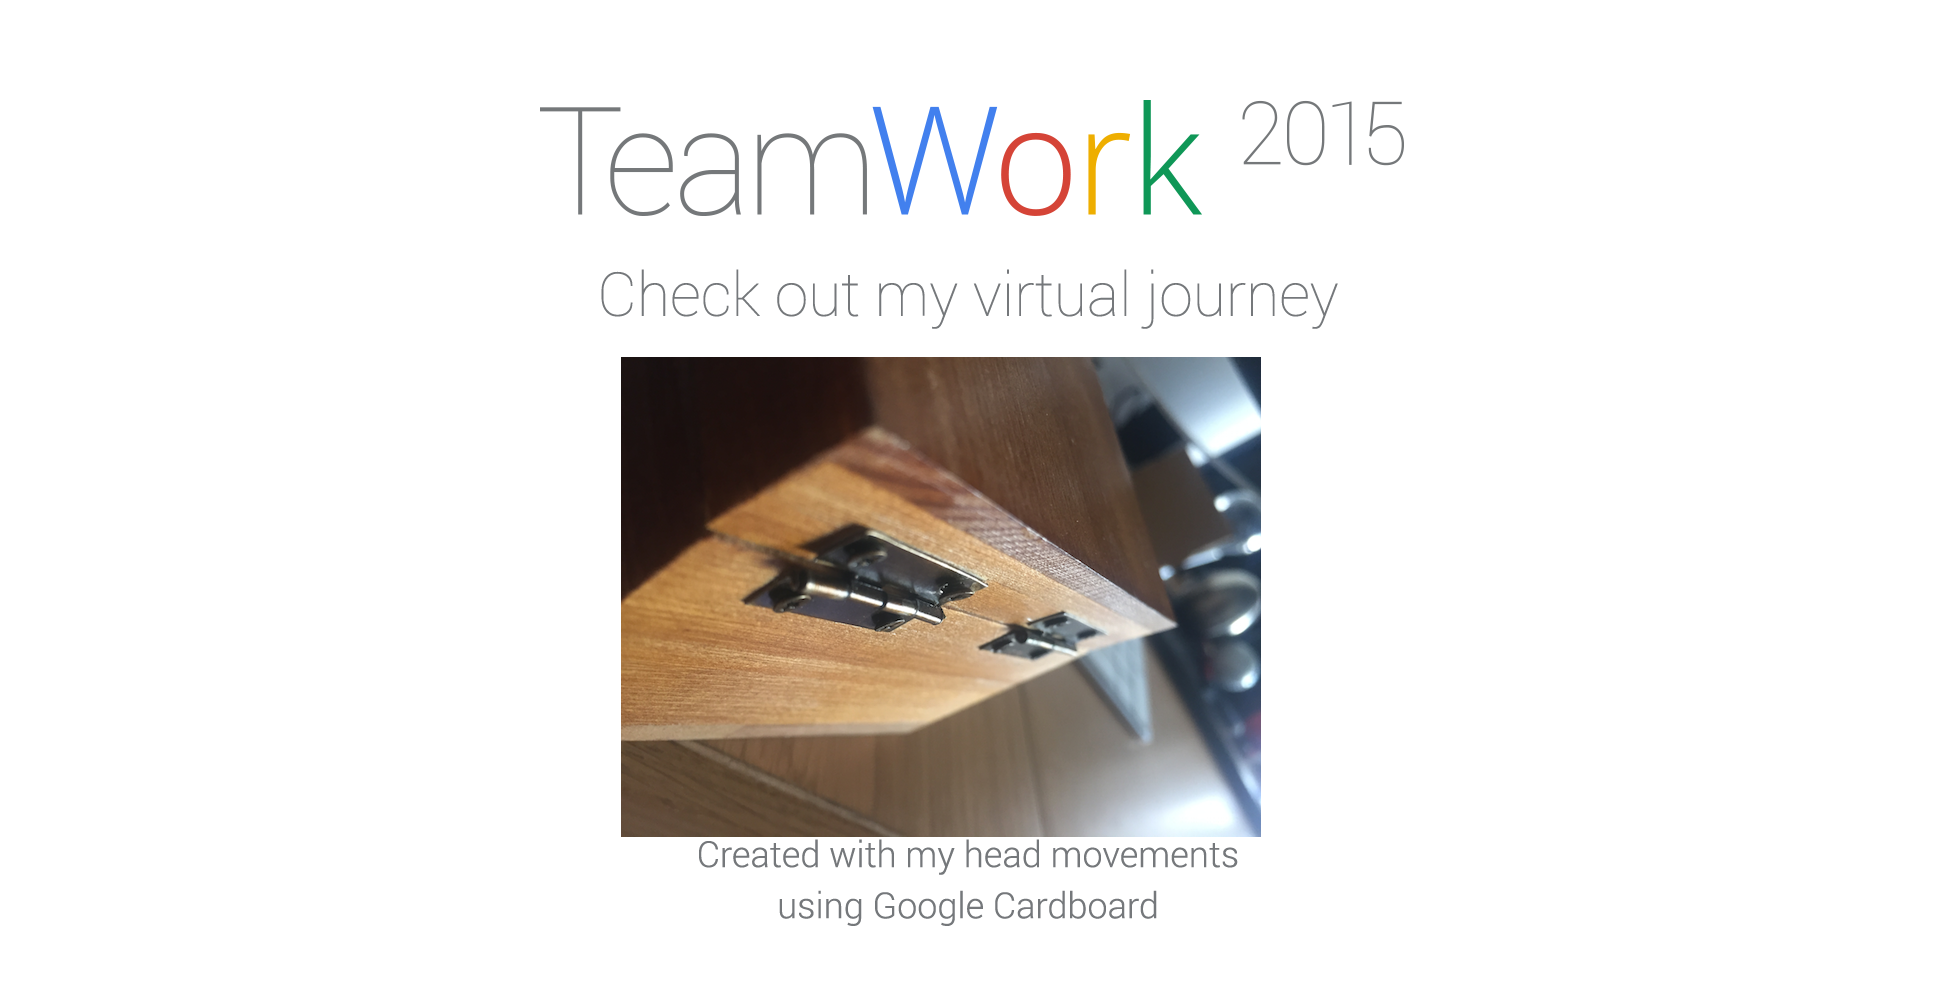 TeamWork 2015
Check out my virtual journey
Created with my head movements
using Google Cardboard